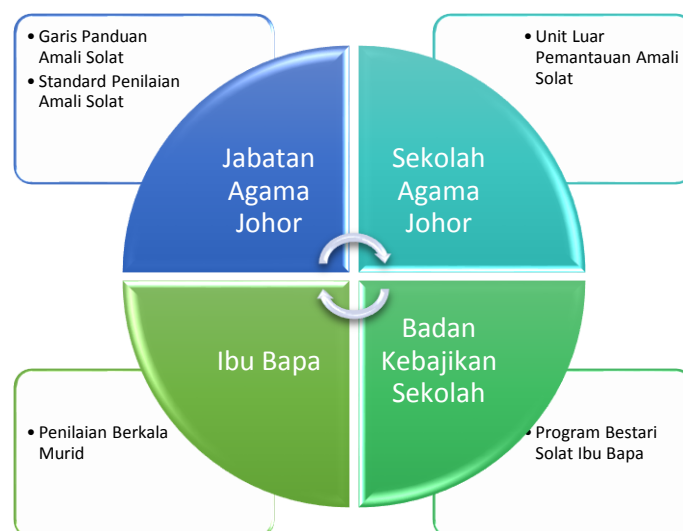 • Garis Panduan
Amali Solat
• Standard Penilaian
Amali Solat
• Unit Luar
Pemantauan Amali
Solat
Jabatan
Agama
Johor
Sekolah
Agama
Johor
Ibu Bapa
Badan
Kebajikan
Sekolah
• Penilaian Berkala
Murid
• Program Bestari
Solat Ibu Bapa